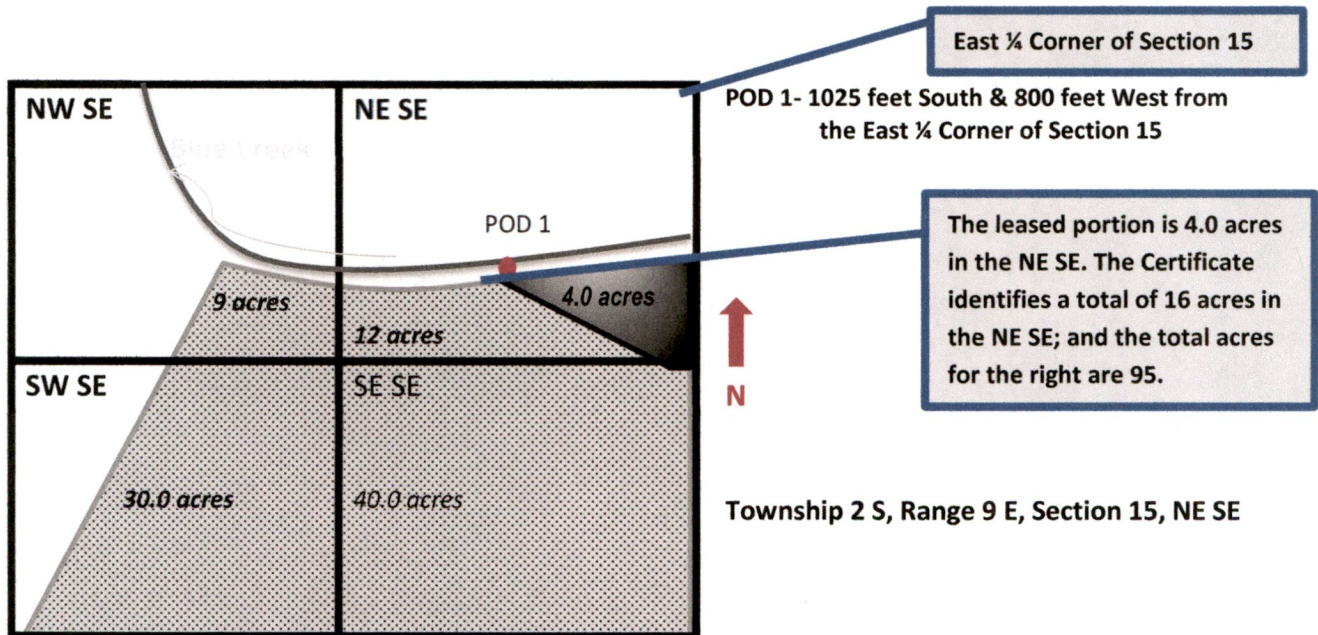 East ¼ Corner of Section 15
NW SE
NE SE
POD 1- 1025 feet South & 800 feet West from
the East ¼ Corner of Section 15
Blue Creek
POD 1
The leased portion is 4.0 acres
in the NE SE. The Certificate
identifies a total of 16 acres in
the NE SE; and the total acres
for the right are 95.
9 acres
4.0 acres
12 acres
N
SW SE
SE SE
30.0 acres
40.0 acres
Township 2 S, Range 9 E, Section 15, NE SE